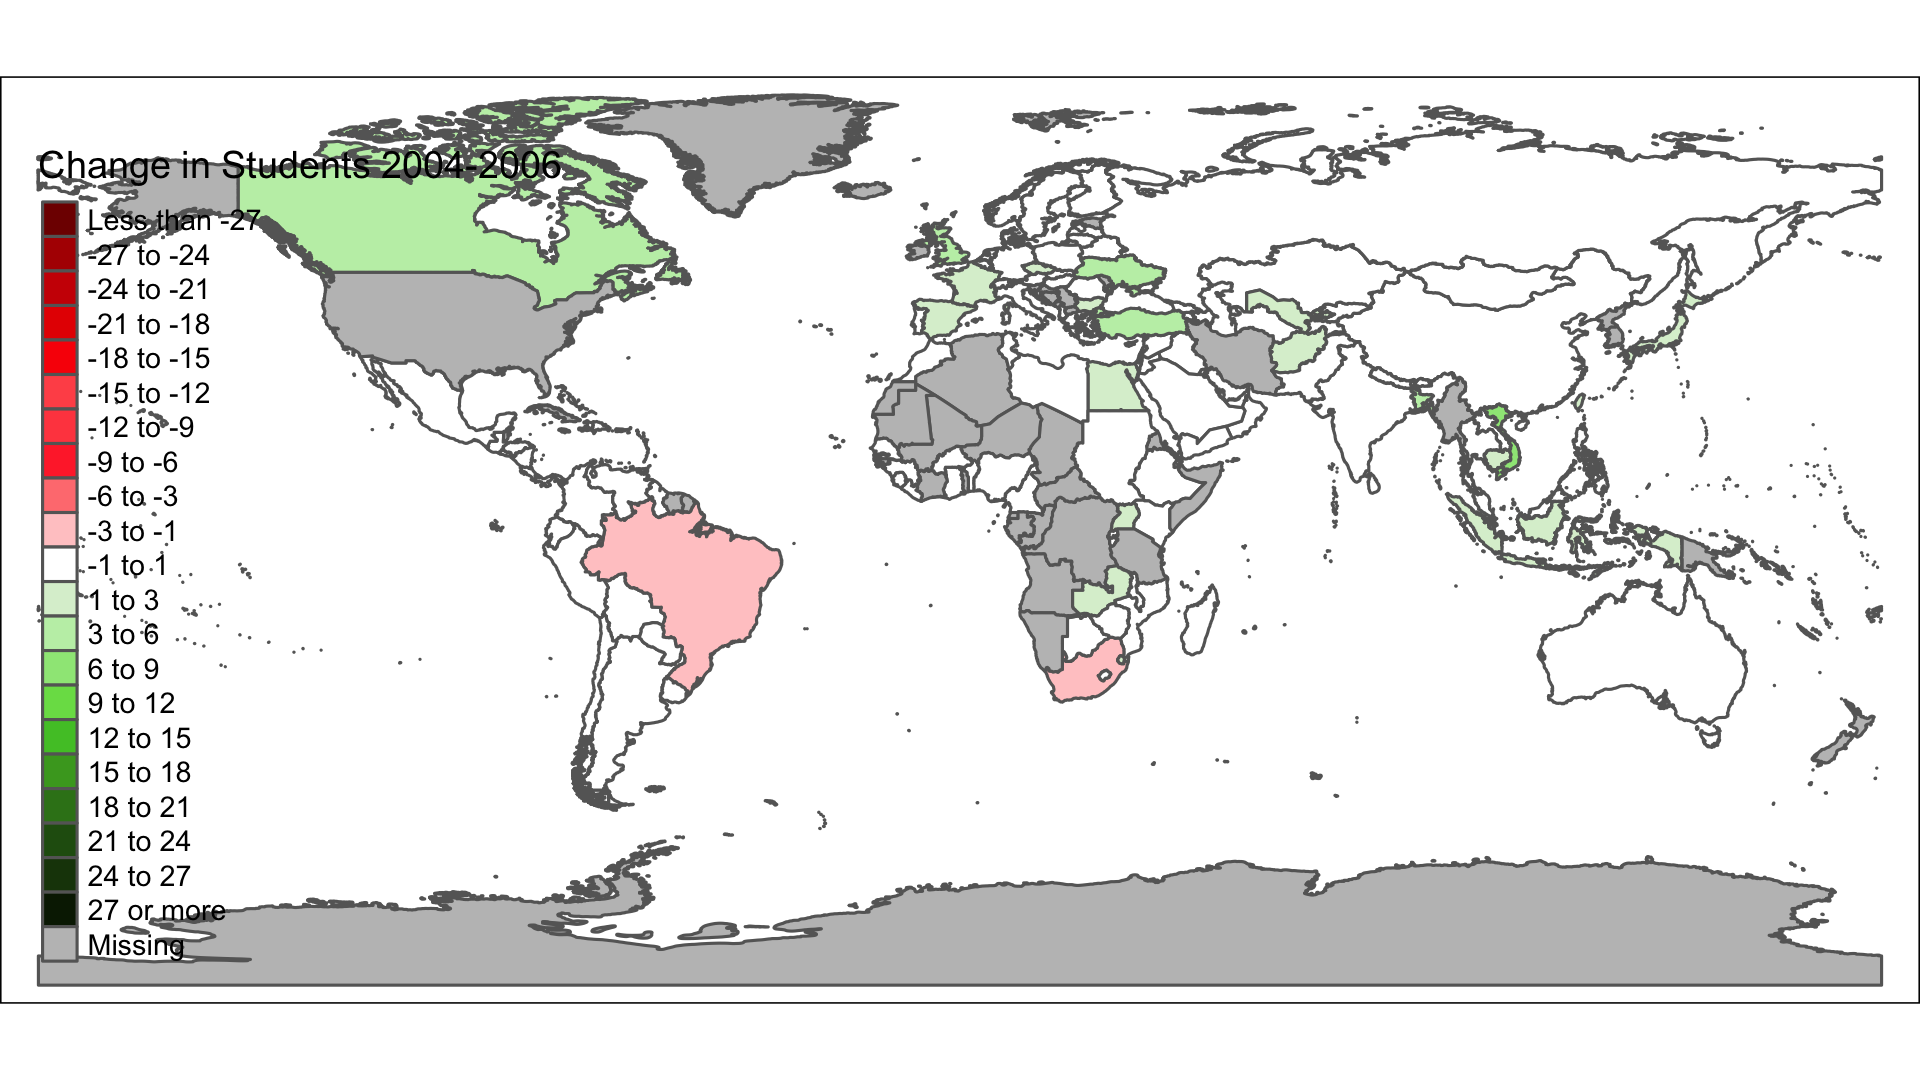 Change in Students 2004-2006
Less than -27
-27 to -24
-24 to -21
-21 to -18
-18 to -15
-15 to -12
-12 to -9
-9 to -6
-6 to -3
-3 to -1
-1 to 1
1 to 3
3 to 6
6 to 9
9 to 12
12 to 15
15 to 18
18 to 21
21 to 24
24 to 27
27 or more
Missing